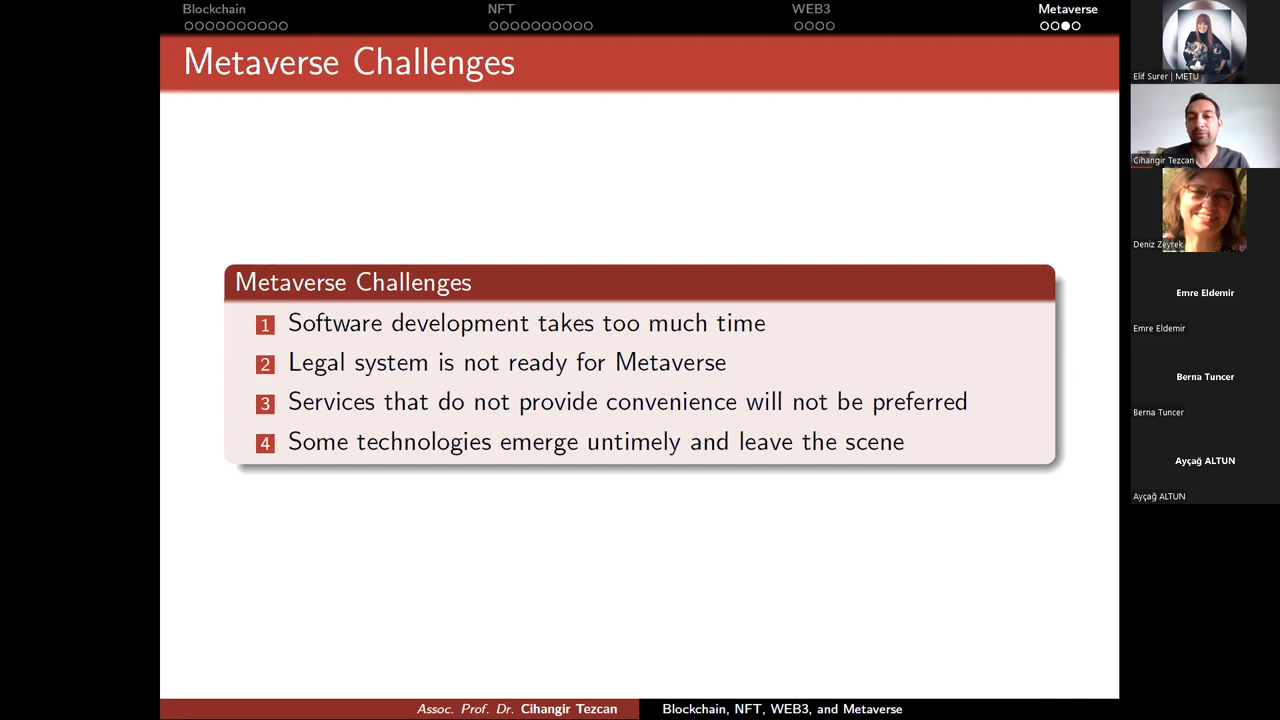 Blockchain
NFT
WEB3
Metaverse
Metaverse Challenges
Metaverse Challenges
1 Software development takes too much time
2 Legal system is not ready for Metaverse
3 Services that do not provide convenience will not be preferred
4 Some technologies emerge untimely and leave the scene
Assoc. Prof. Dr. Cihangir Tezcan
Blockchain, NFT, WEB3, and Metaverse
Elif Surer | METU
Cihangir Tezcan
Deniz Zeyrek
Emre Eldemir
Emre Eldemir
Berna Tuncer
Berna Tuncer
Ayçağ ALTUN
Ayçağ ALTUN